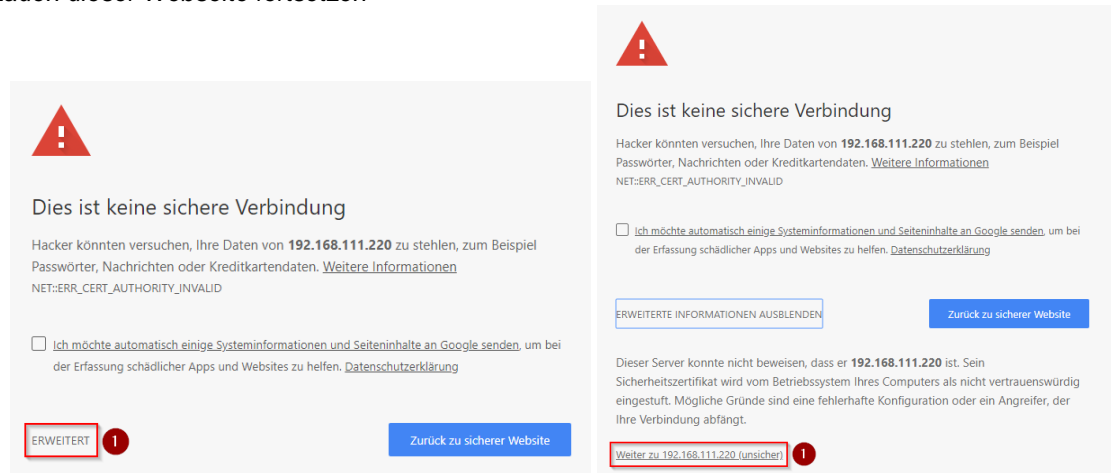 dieser Webseite fortsetzen
Dies ist keine sichere Verbindung
Hacker könnten versuchen, Ihre Daten von 192.168.111.220 zu stehlen, zum Beispiel
Passwörter, Nachrichten oder Kreditkartendaten. Weitere Informationen
NET::ERR_CERT_AUTHORITY_INVALID
Ich möchte automatisch einige Systeminformationen und Seiteninhalte an Google senden, um bei
der Erfassung schädlicher Apps und Websites zu helfen. Datenschutzerklärung
ERWEITERT
1
Zurück zu sicherer Website
Dies ist keine sichere Verbindung
Hacker könnten versuchen, Ihre Daten von 192.168.111.220 zu stehlen, zum Beispiel
Passwörter, Nachrichten oder Kreditkartendaten. Weitere Informationen
NET::ERR_CERT_AUTHORITY_INVALID
Ich möchte automatisch einige Systeminformationen und Seiteninhalte an Google senden, um bei
der Erfassung schädlicher Apps und Websites zu helfen. Datenschutzerklärung
ERWEITERTE INFORMATIONEN AUSBLENDEN
Zurück zu sicherer Website
Dieser Server konnte nicht beweisen, dass er 192.168.111.220 ist. Sein
Sicherheitszertifikat wird vom Betriebssystem Ihres Computers als nicht vertrauenswürdig
eingestuft. Mögliche Gründe sind eine fehlerhafte Konfiguration oder ein Angreifer, der
Ihre Verbindung abfängt.
Weiter zu 192.168.111.220 (unsicher)
1